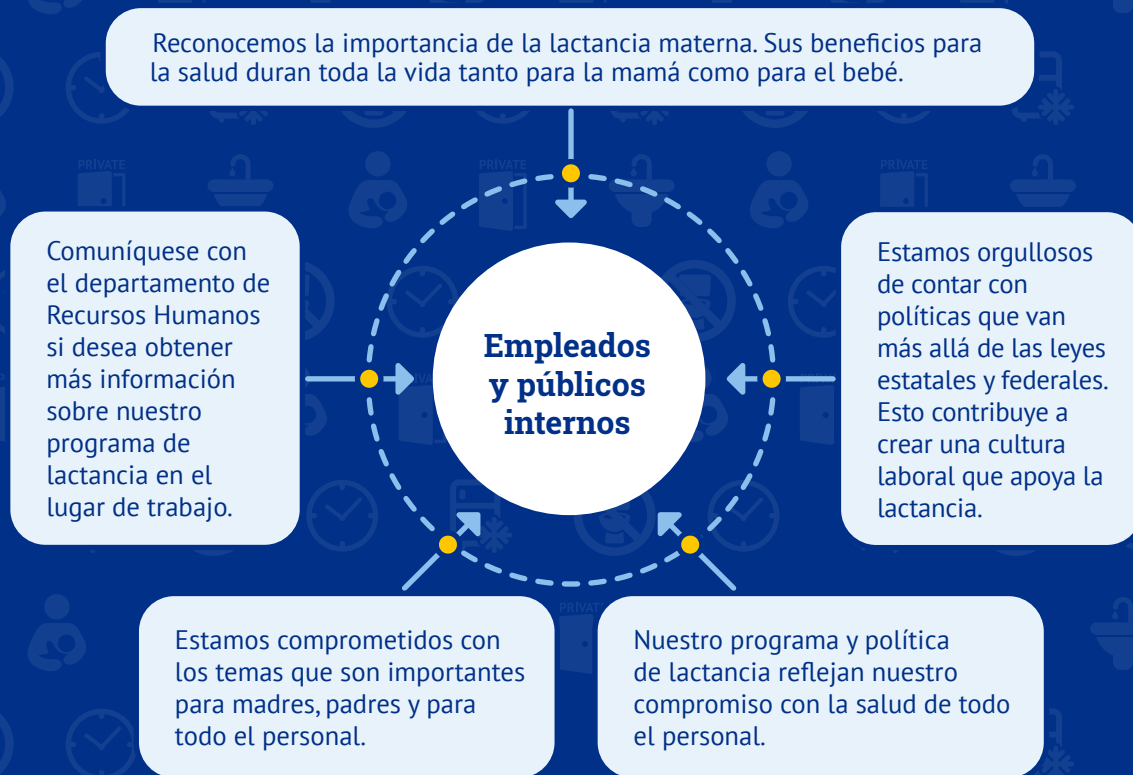 Reconocemos la importancia de la lactancia materna. Sus beneficios para
la salud duran toda la vida tanto para la mamá como para el bebé.
PRIVATE
PRIVATE
PRIVATE
Comuníquese con
el departamento de
Recursos Humanos
si desea obtener
más información
sobre nuestro
programa de
lactancia en el
lugar de trabajo.
Empleados
y públicos
internos
Estamos orgullosos
de contar con
políticas que van
más allá de las leyes
estatales y federales.
Esto contribuye a
crear una cultura
laboral que apoya la
lactancia.
Estamos comprometidos con
los temas que son importantes
para madres, padres y para
todo el personal.
Nuestro programa y política
de lactancia reflejan nuestro
compromiso con la salud de todo
el personal.